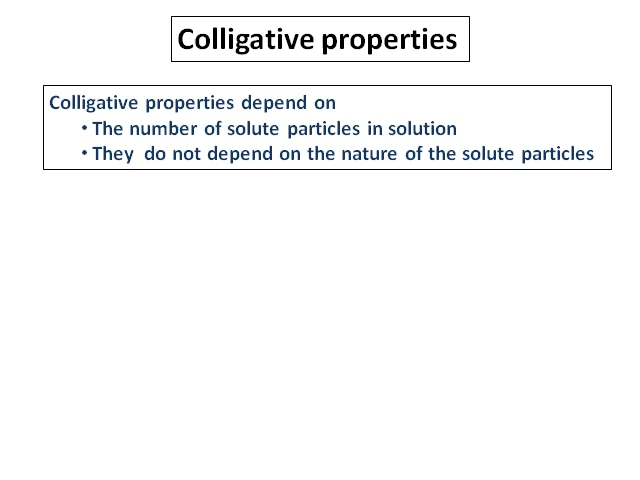 Colligative properties
Colligative properties depend on
• The number of solute particles in solution
• They do not depend on the nature of the solute particles